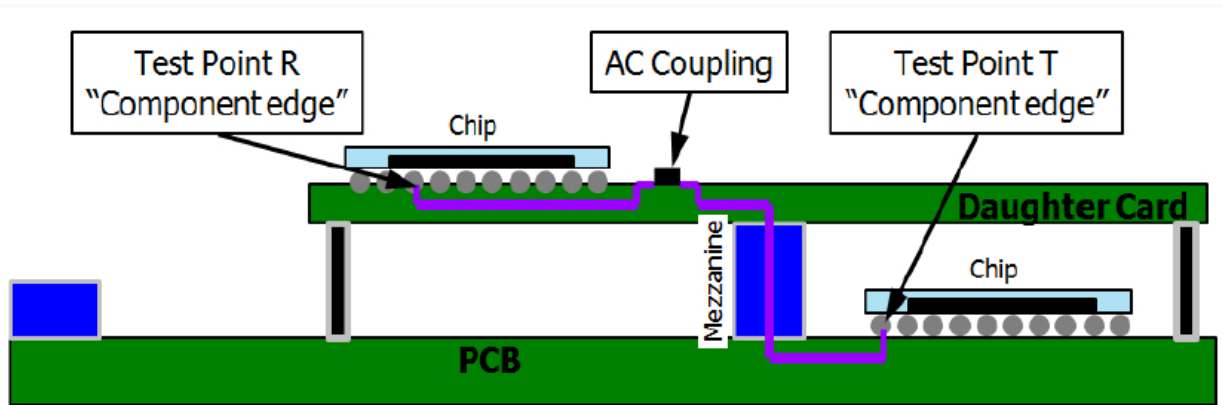 Test Point R
“Component edge”
AC Coupling
Test Point T
“Component edge”
Chip
Daughter Card
Mezzanine
Chip
PCB